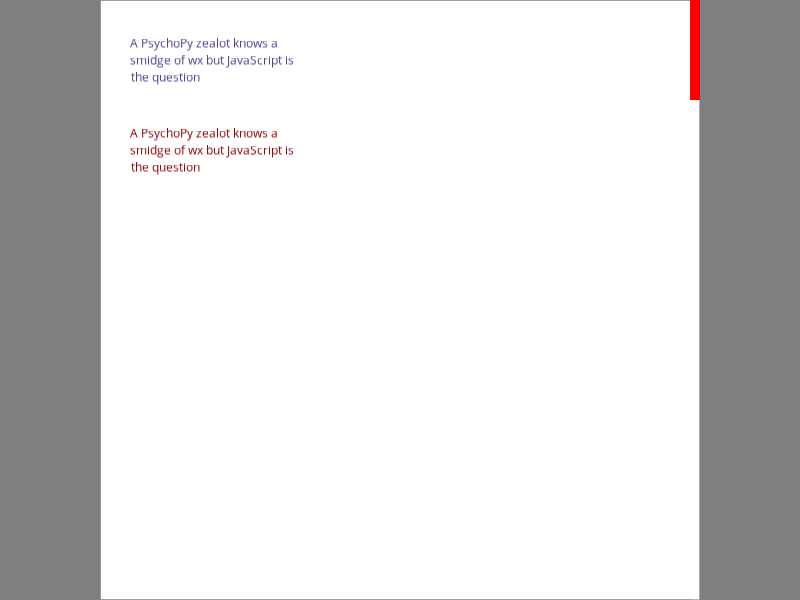 A PsychoPy zealot knows a
smidge of wx but JavaScript is
the question
A PsychoPy zealot knows a
smidge of wx but JavaScript is
the question